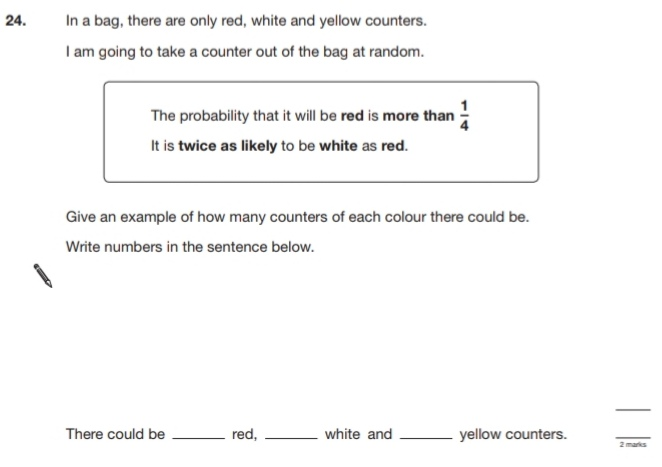 24. In a bag, there are only red, white and yellow counters.
I am going to take a counter out of the bag at random.
The probability that it will be red is more than 1/4
It is twice as likely to be white as red.
Give an example of how many counters of each colour there could be.
Write numbers in the sentence below.
There could be ______ red, ______ white and ______ yellow counters.
2 marks